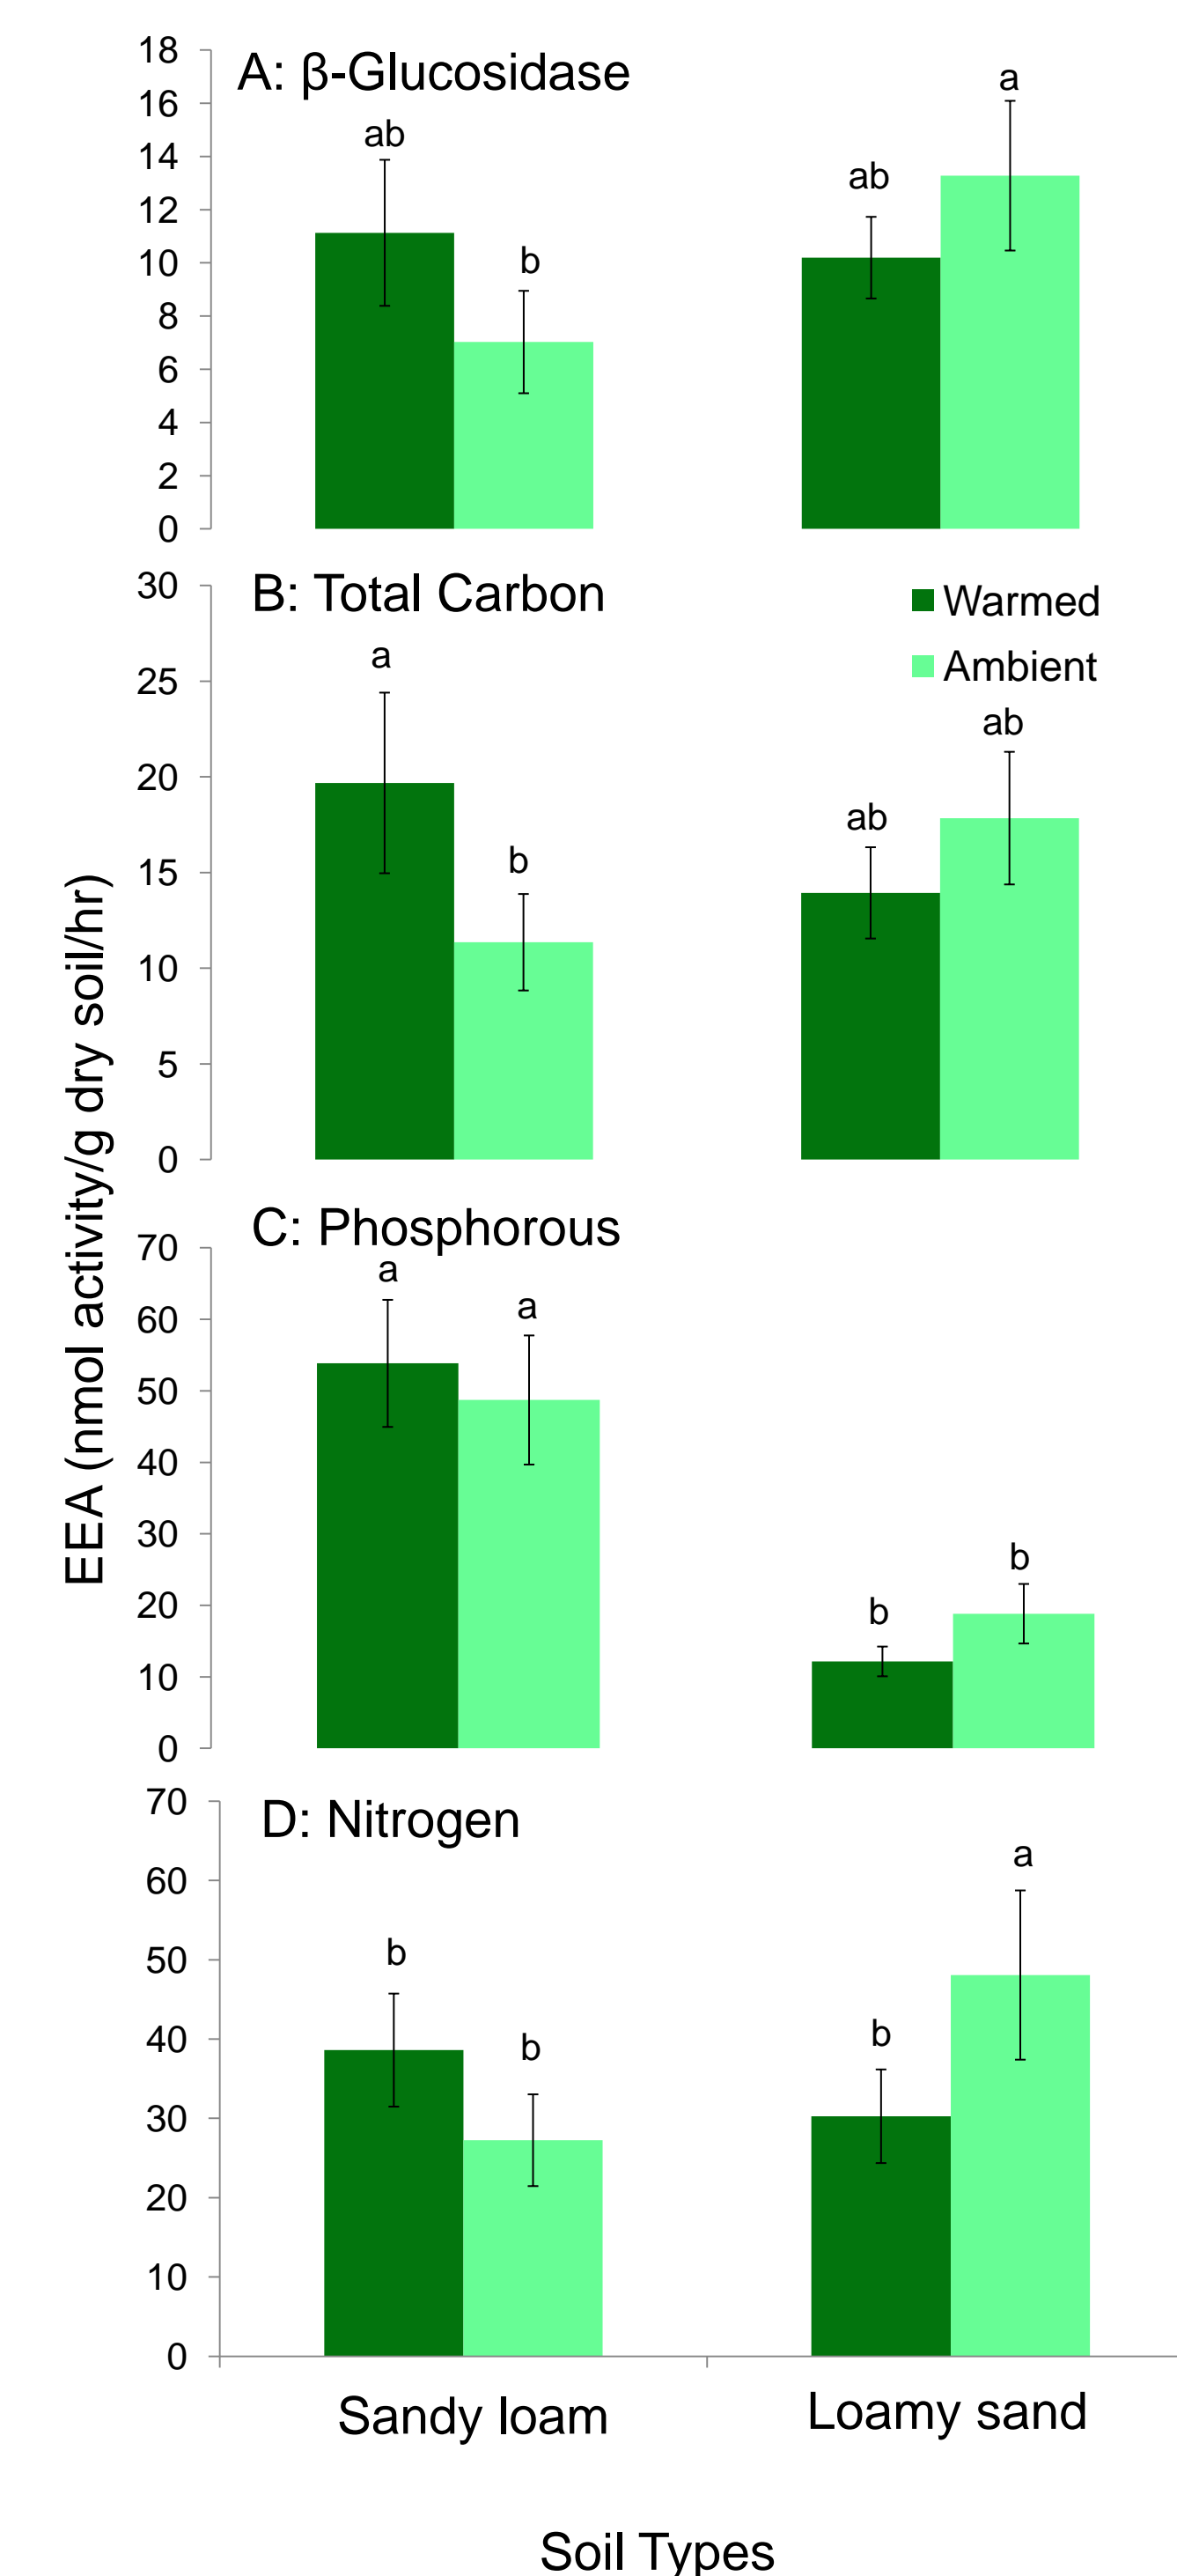 A: β-Glucosidase
18
16
14
12
10
8
6
4
2
0
ab
b
ab
a
B: Total Carbon
30
25
20
15
10
5
0
a
b
ab
ab
Warmed
Ambient
EEA (nmol activity/g dry soil/hr)
C: Phosphorous
70
60
50
40
30
20
10
0
a
a
b
b
D: Nitrogen
70
60
50
40
30
20
10
0
b
b
b
a
Sandy loam
Loamy sand
Soil Types